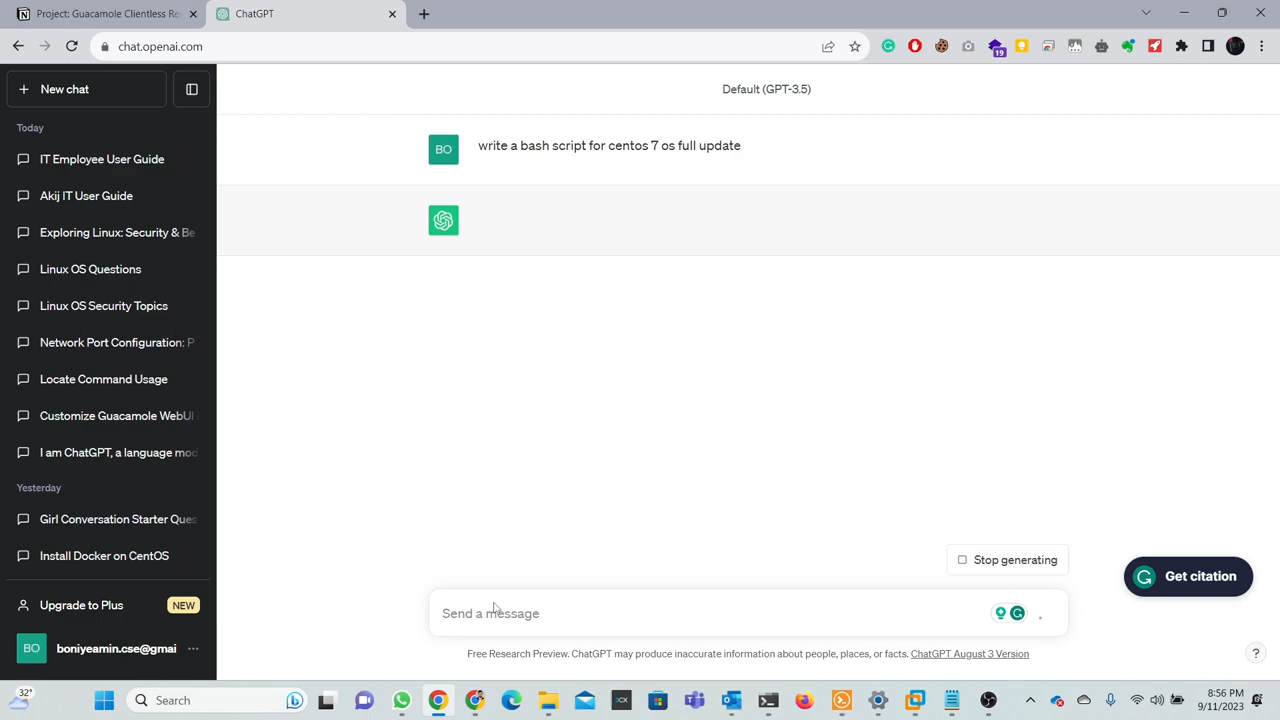 Project: Guacamole Clientless Re
ChatGPT
chat.openai.com
19
New chat
Default (GPT-3.5)
Today
BO
write a bash script for centos 7 os full update
IT Employee User Guide
Akij IT User Guide
Exploring Linux: Security & Be
Linux OS Questions
Linux OS Security Topics
Network Port Configuration: P
Locate Command Usage
Customize Guacamole WebUI
I am ChatGPT, a language mod
Yesterday
Girl Conversation Starter Ques
Install Docker on CentOS
Stop generating
Get citation
Upgrade to Plus
NEW
Send a message
BO
boniyeamin.cse@gmai
Free Research Preview. ChatGPT may produce inaccurate information about people, places, or facts. ChatGPT August 3 Version
?
32°
Search
8:56 PM
9/11/2023